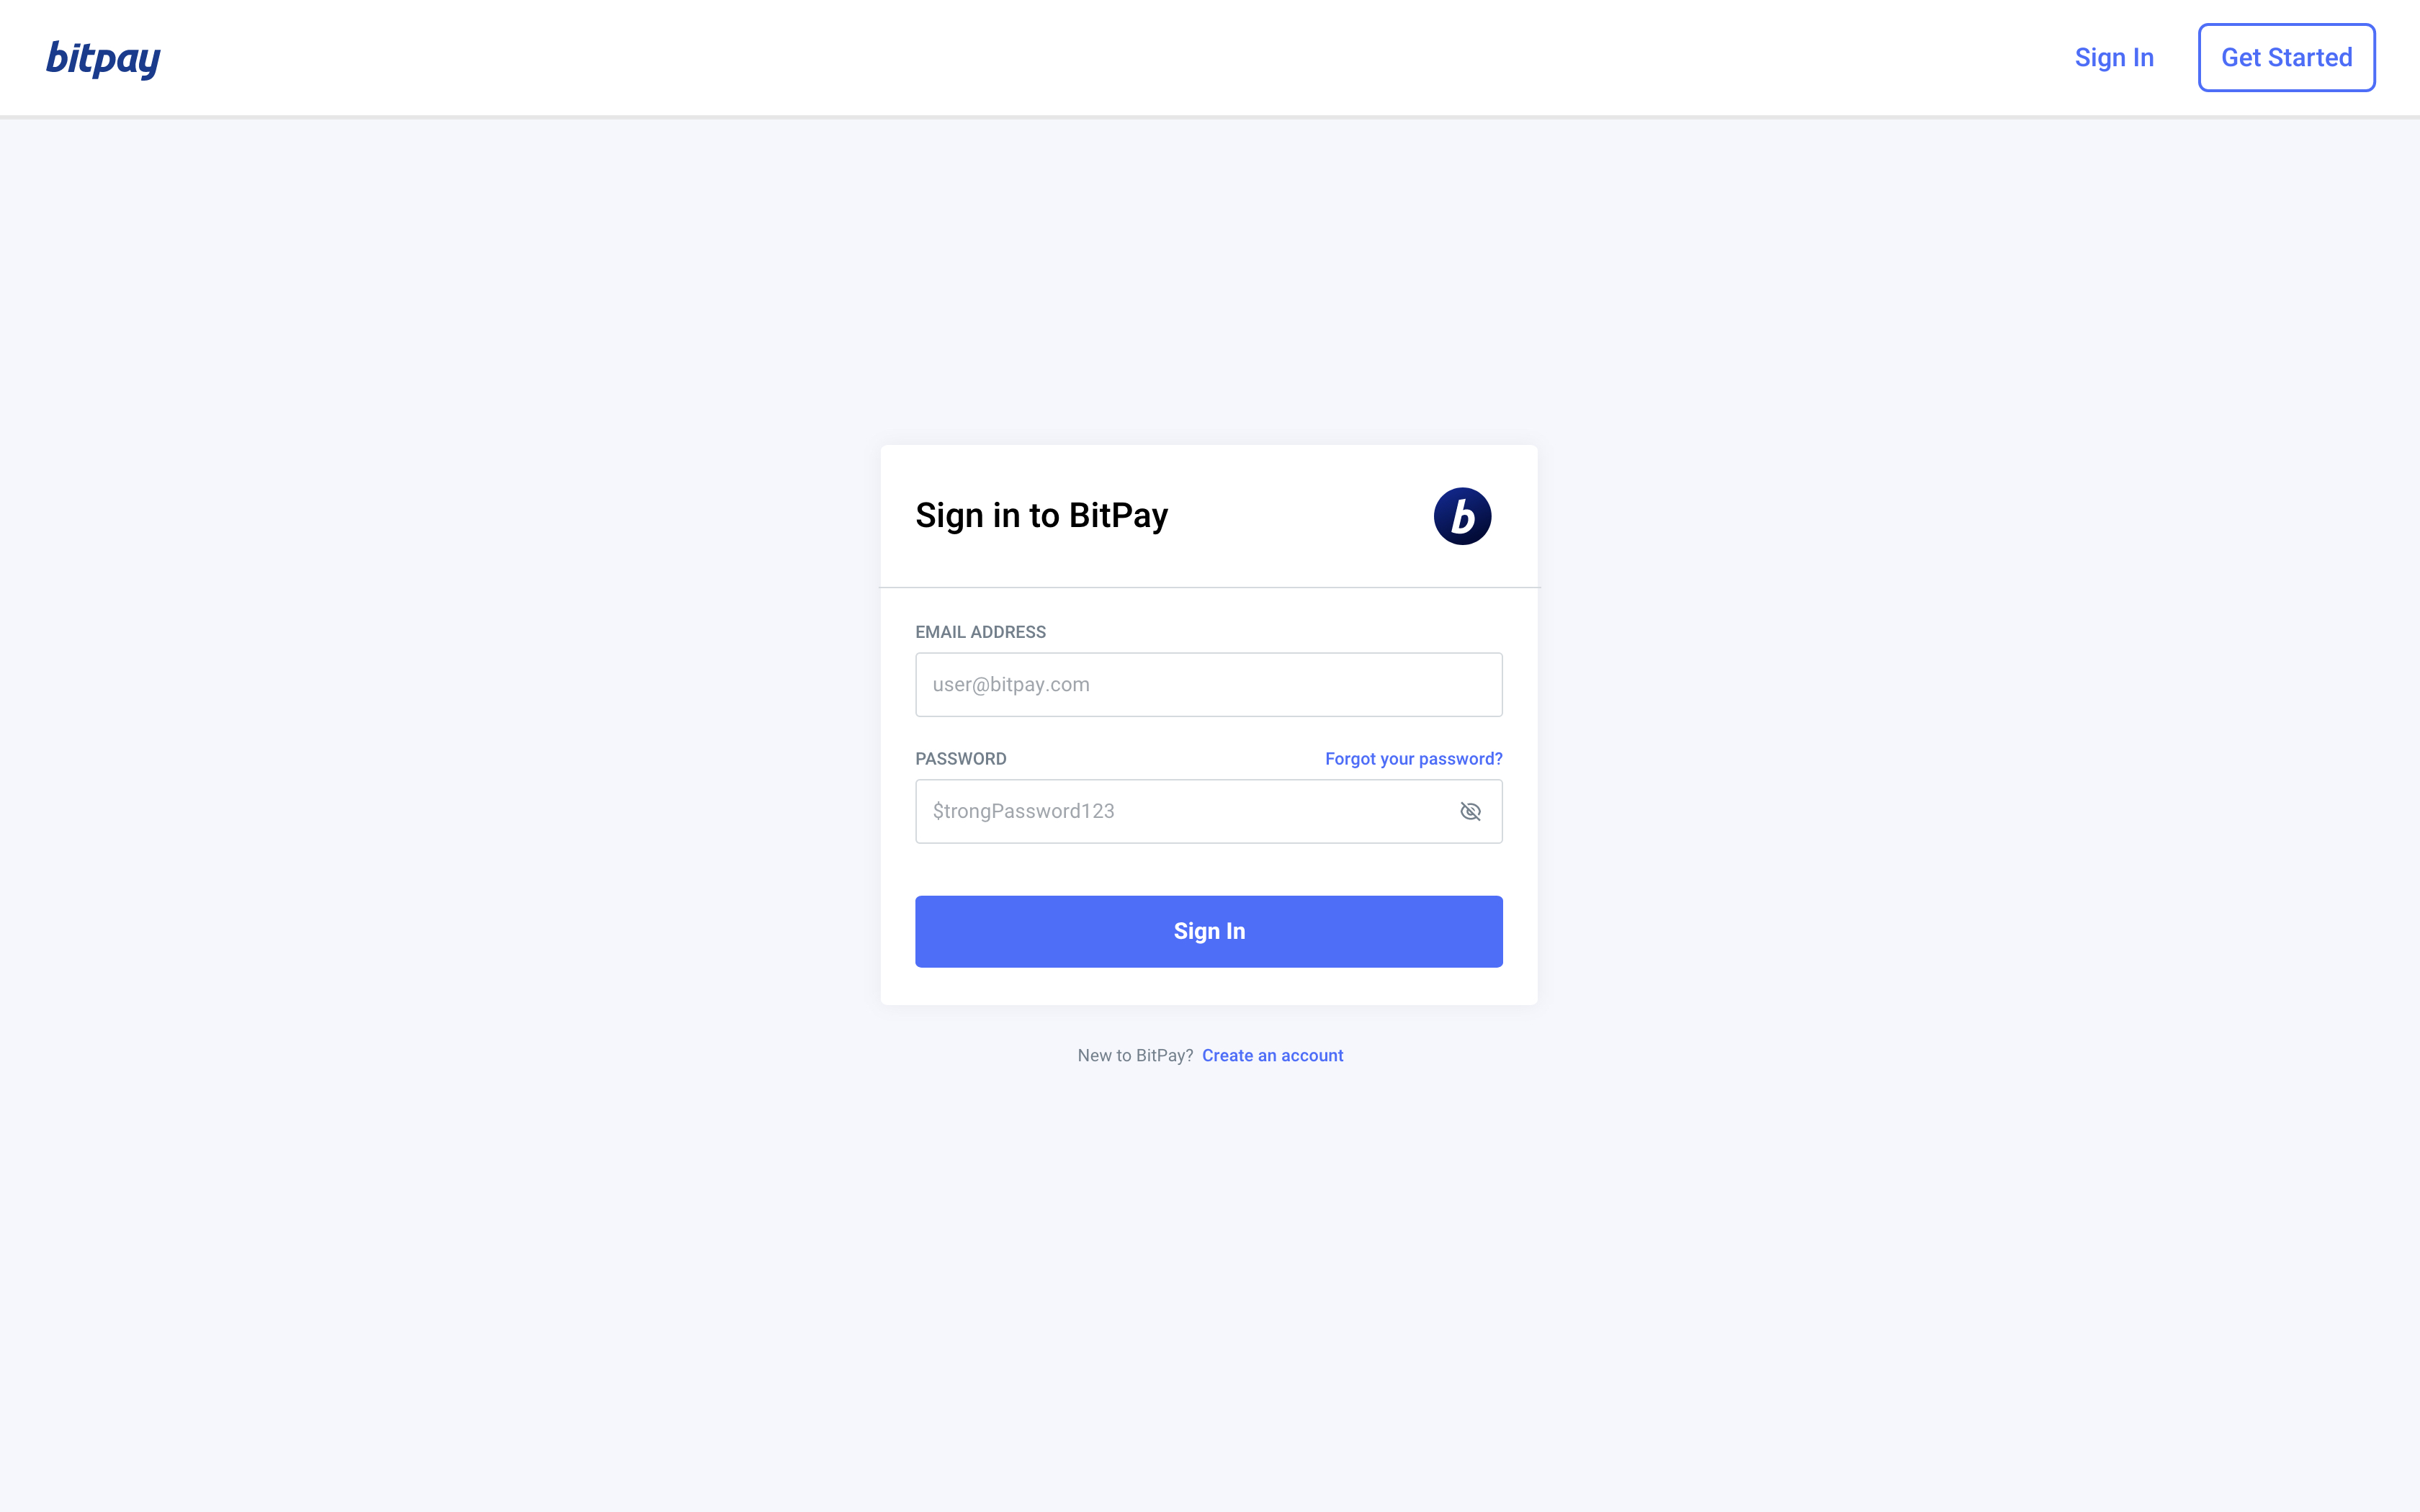 bitpay
Sign In
Get Started
Sign in to BitPay
b
EMAIL ADDRESS
user@bitpay.com
PASSWORD
Forgot your password?
$trongPassword123
Sign In
New to BitPay? Create an account